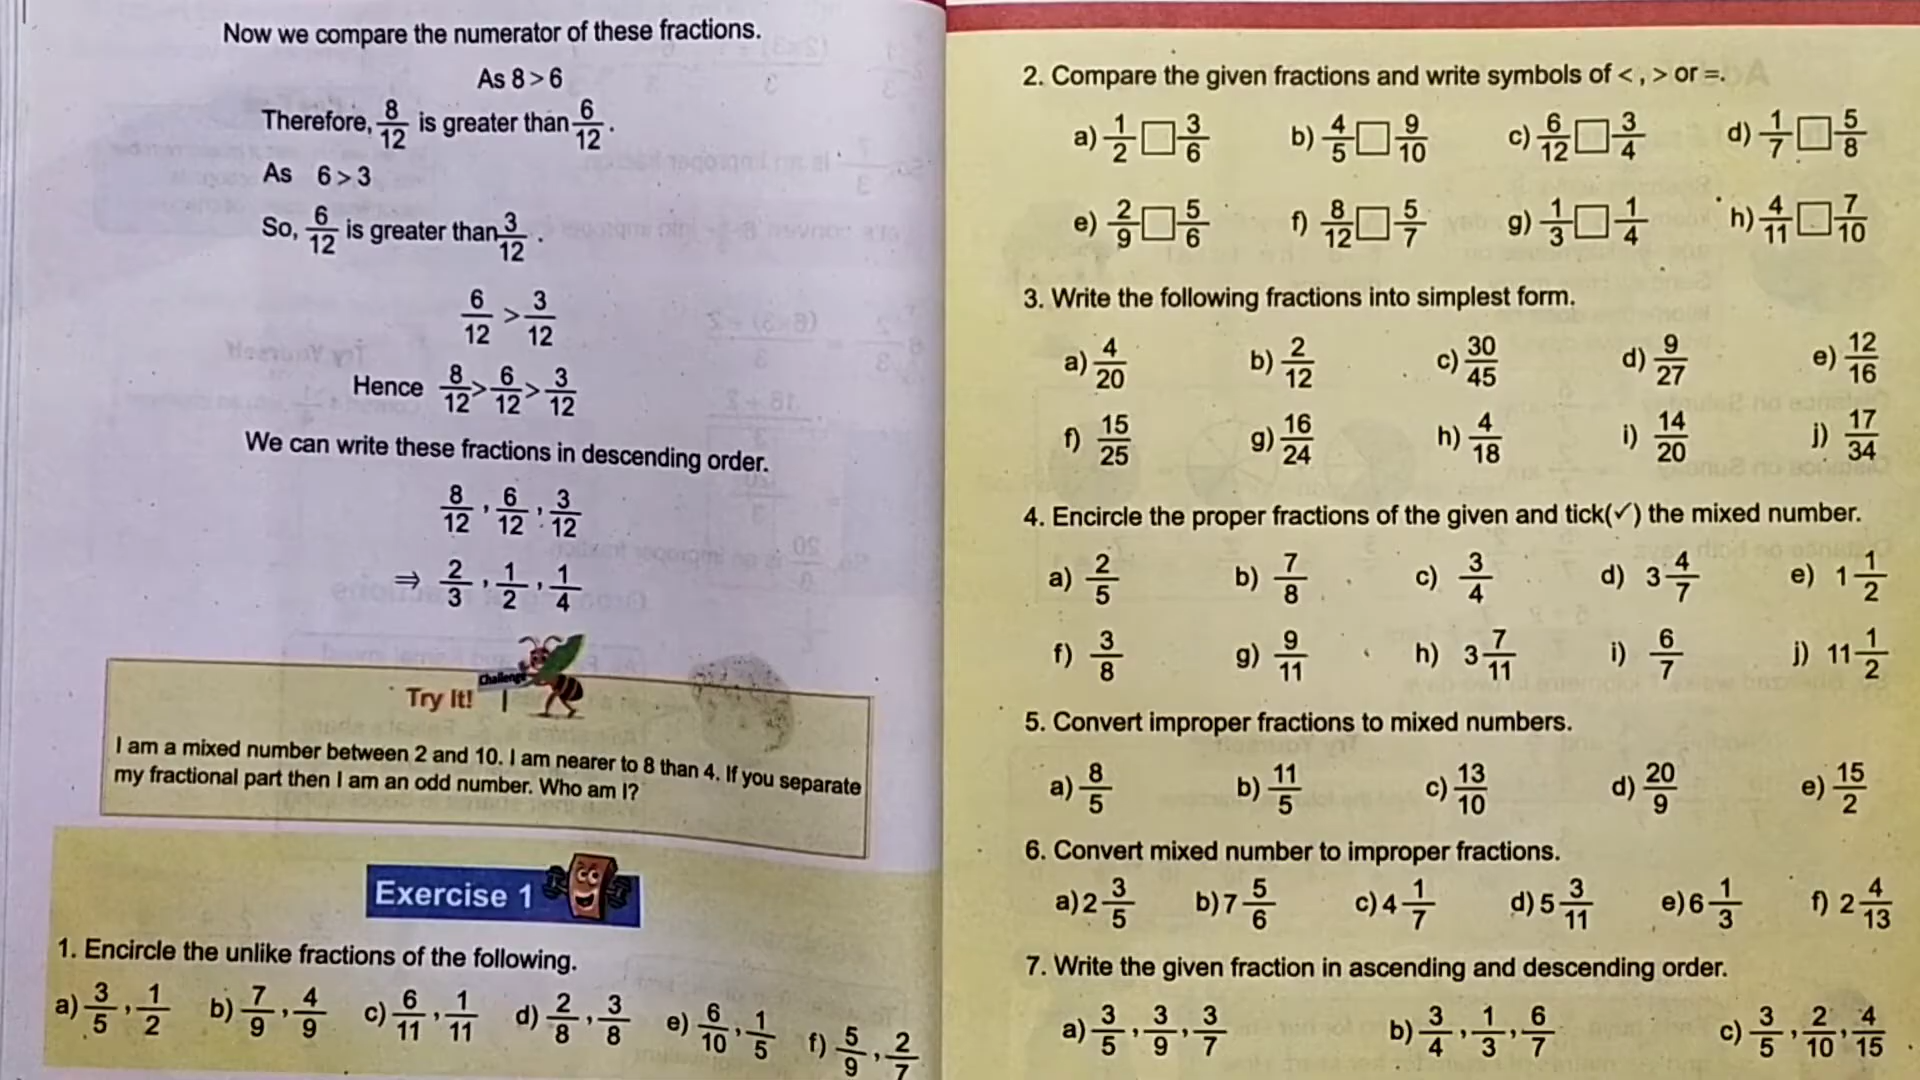 Now we compare the numerator of these fractions.
As 8 > 6
Therefore, 8/12 is greater than 6/12 .
As 6 > 3
So, 6/12 is greater than 3/12 .
6/12 > 3/12
Hence 8/12 > 6/12 > 3/12
We can write these fractions in descending order.
8/12 , 6/12 , 3/12
⇒ 2/3 , 1/2 , 1/4
Challenge
Try It!
I am a mixed number between 2 and 10. I am nearer to 8 than 4. If you separate
my fractional part then I am an odd number. Who am I?
Exercise 1
1. Encircle the unlike fractions of the following.
a) 3/5 , 1/2 b) 7/9 , 4/9 c) 6/11 , 1/11 d) 2/8 , 3/8 e) 6/10 , 1/5 f) 5/9 , 2/7
2. Compare the given fractions and write symbols of < , > or =.
a) 1/2 □ 3/6 b) 4/5 □ 9/10 c) 6/12 □ 3/4 d) 1/7 □ 5/8
e) 2/9 □ 5/6 f) 8/12 □ 5/7 g) 1/3 □ 1/4 h) 4/11 □ 7/10
3. Write the following fractions into simplest form.
a) 4/20 b) 2/12 c) 30/45 d) 9/27 e) 12/16
f) 15/25 g) 16/24 h) 4/18 i) 14/20 j) 17/34
4. Encircle the proper fractions of the given and tick(✓) the mixed number.
a) 2/5 b) 7/8 c) 3/4 d) 3 4/7 e) 1 1/2
f) 3/8 g) 9/11 h) 3 7/11 i) 6/7 j) 11 1/2
5. Convert improper fractions to mixed numbers.
a) 8/5 b) 11/5 c) 13/10 d) 20/9 e) 15/2
6. Convert mixed number to improper fractions.
a) 2 3/5 b) 7 5/6 c) 4 1/7 d) 5 3/11 e) 6 1/3 f) 2 4/13
7. Write the given fraction in ascending and descending order.
a) 3/5 , 3/9 , 3/7 b) 3/4 , 1/3 , 6/7 c) 3/5 , 2/10 , 4/15